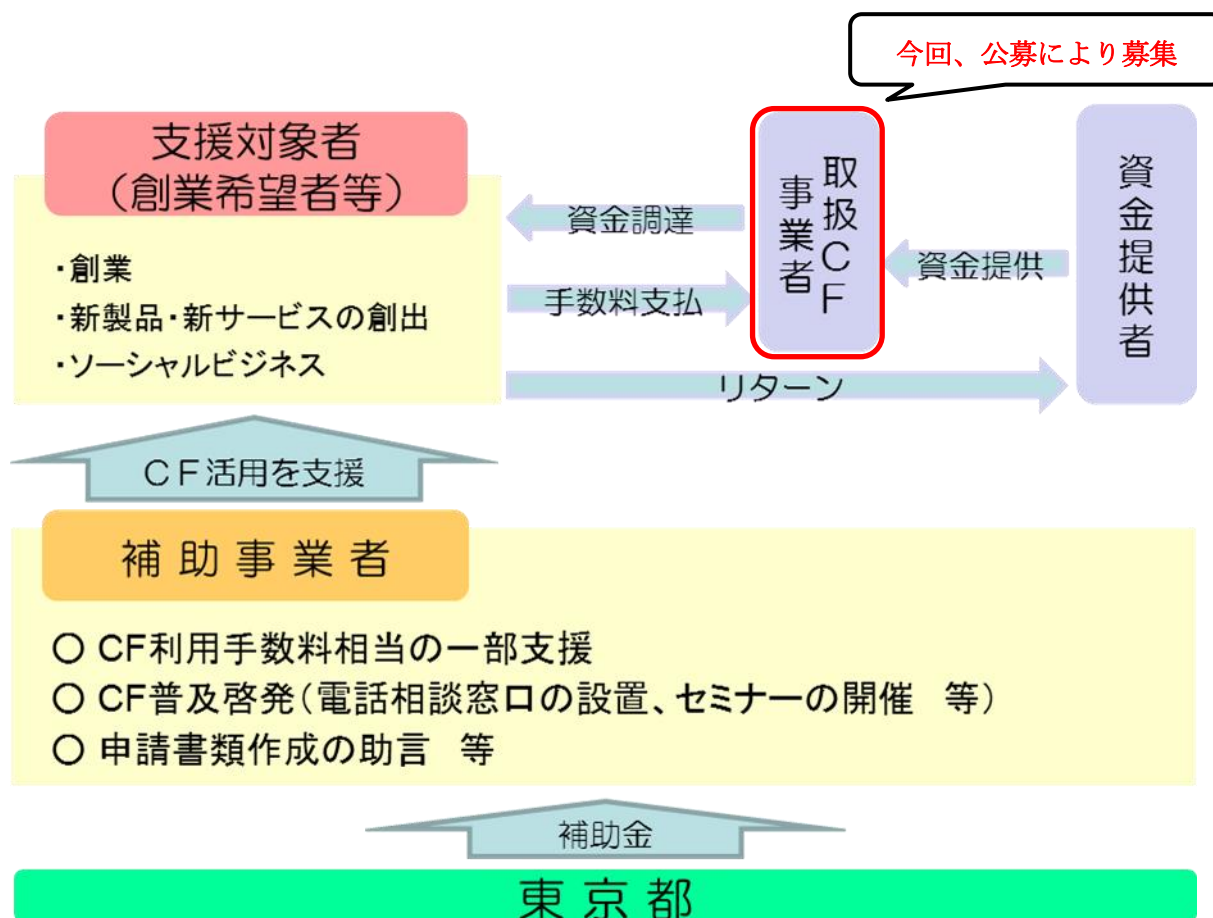 今回、公募により募集
支援対象者
（創業希望者等）
・創業
・新製品・新サービスの創出
・ソーシャルビジネス
資金調達
手数料支払
取扱CF
事業者
資金提供
資金提供者
リターン
CF活用を支援
補助事業者
○ CF利用手数料相当の一部支援
○ CF普及啓発（電話相談窓口の設置、セミナーの開催　等）
○ 申請書類作成の助言　等
補助金
東京都